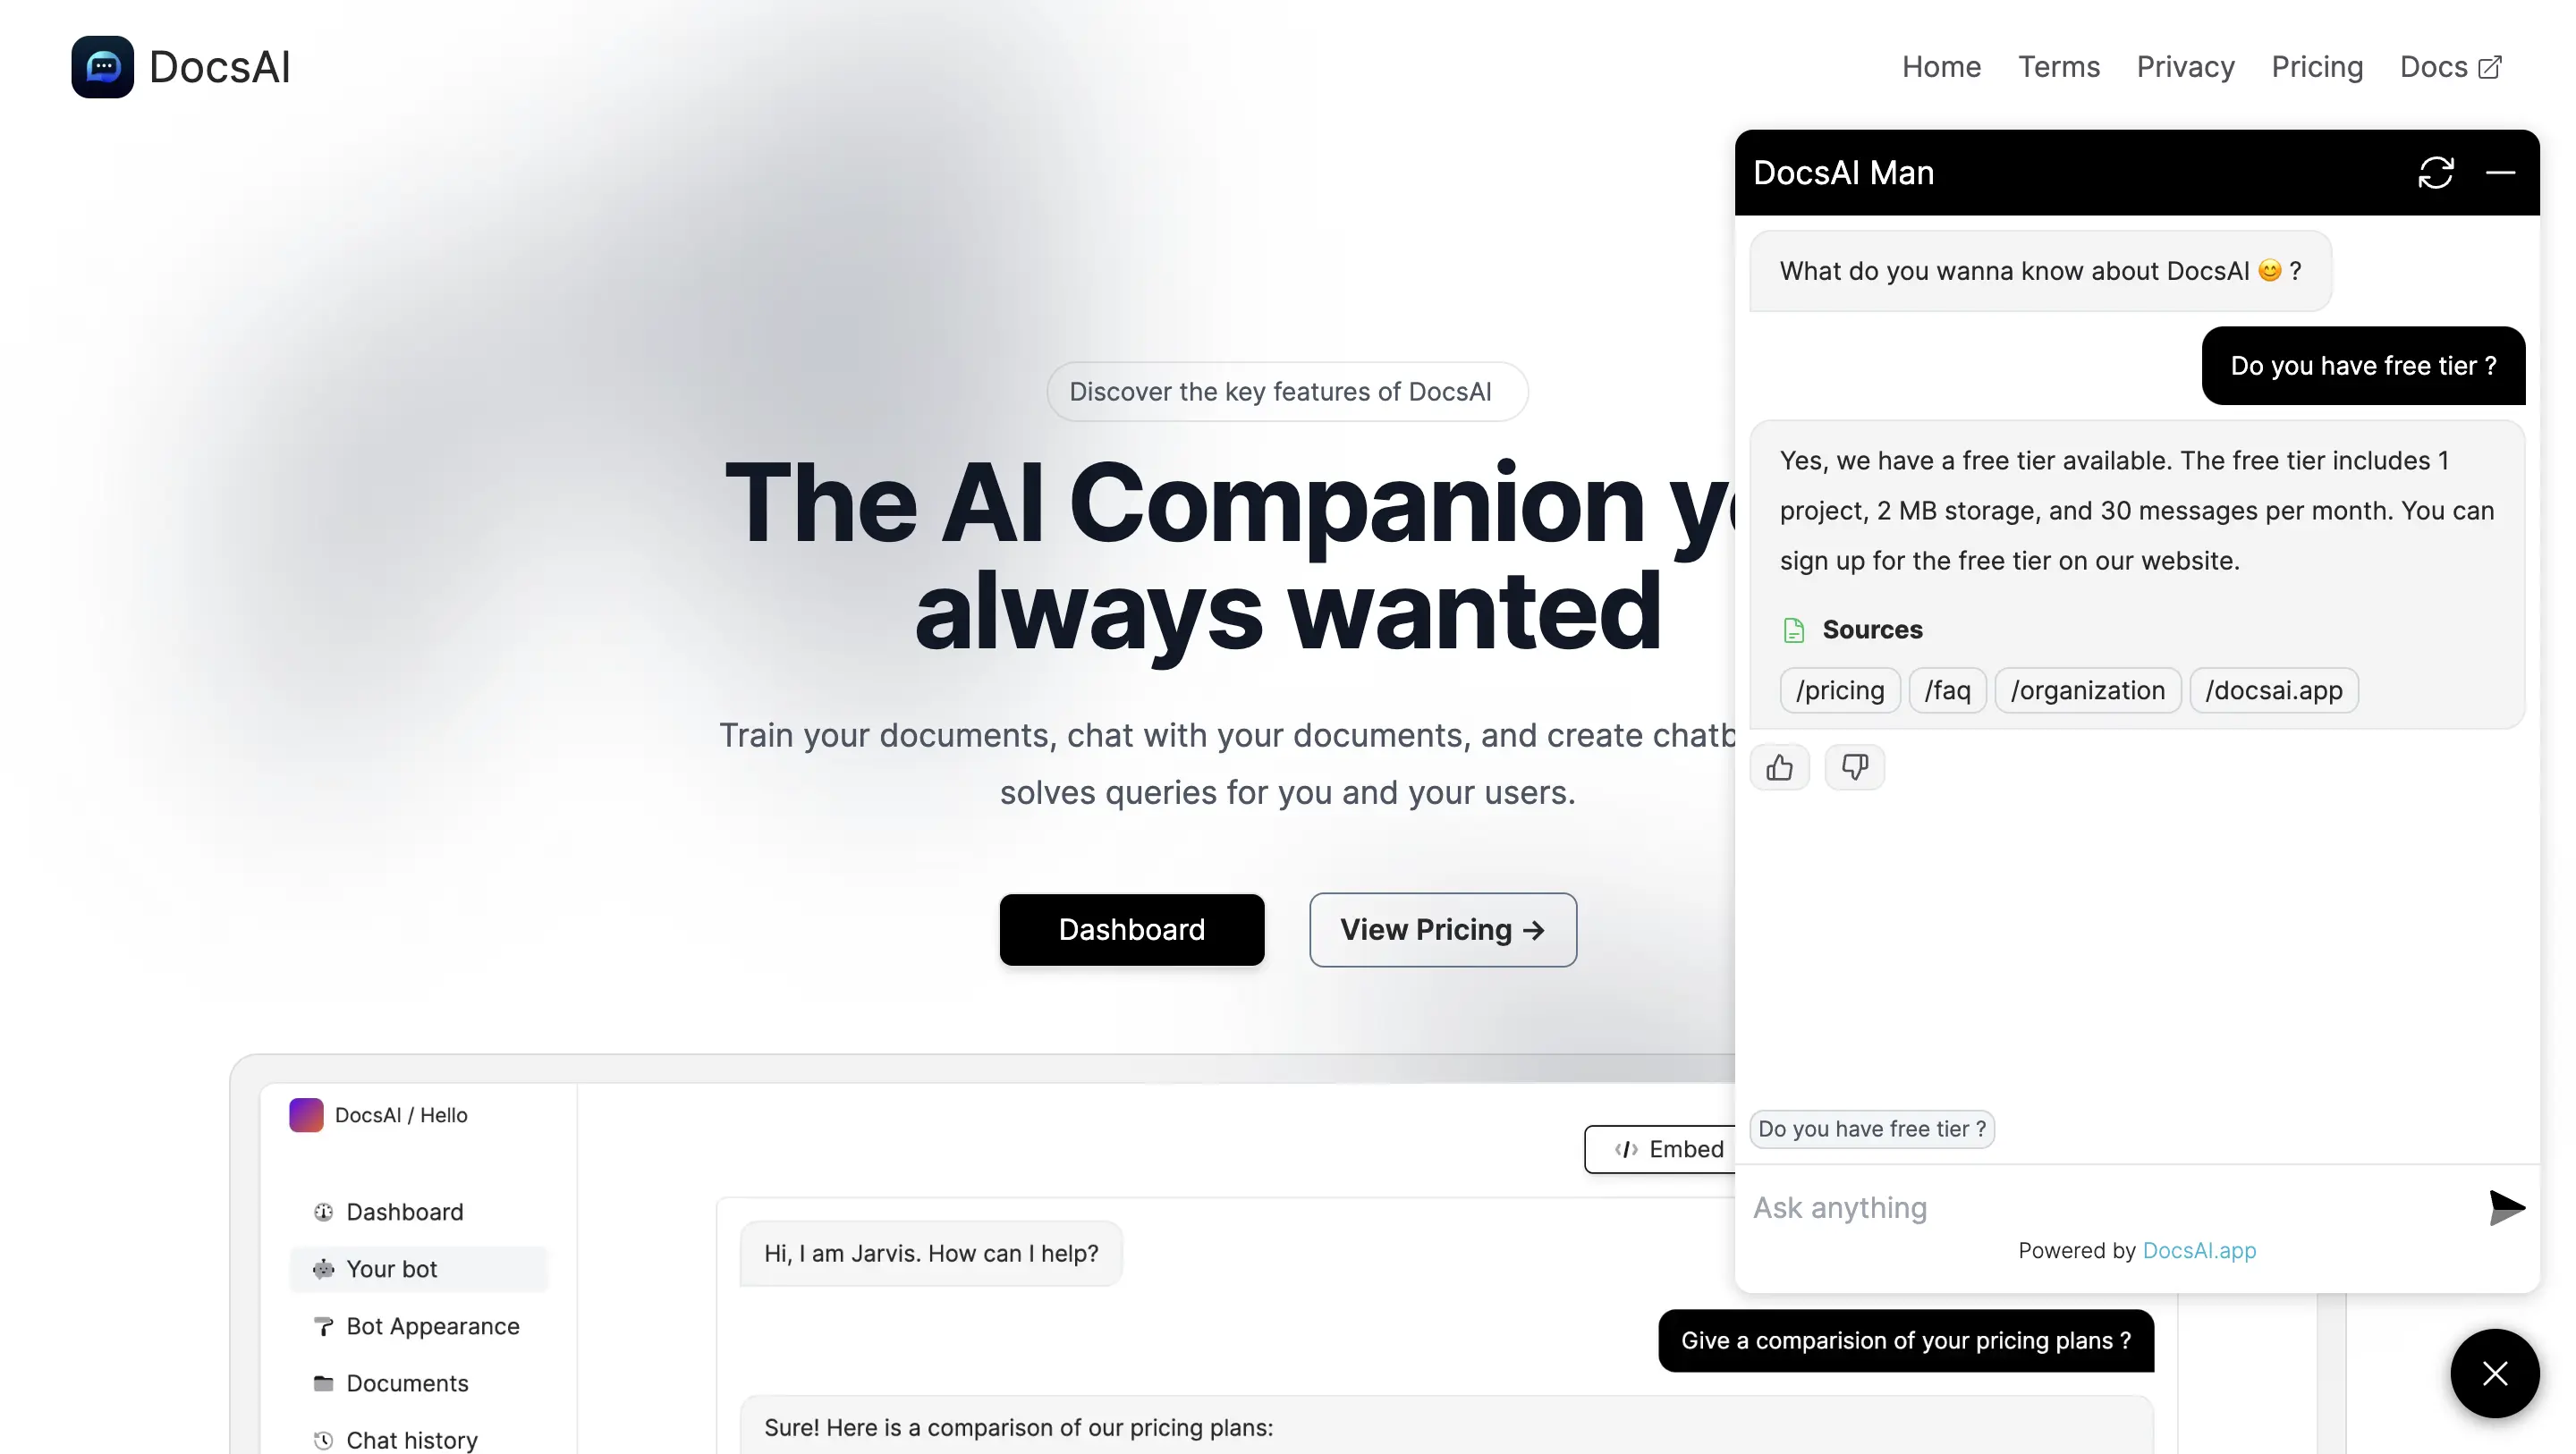 DocsAI
Home
Terms
Privacy
Pricing
Docs
Discover the key features of DocsAI
The AI Companion
always wanted
Train your documents, chat with your documents, and create
solves queries for you and your users.
Dashboard
View Pricing →
DocsAI / Hello
Dashboard
Your bot
Bot Appearance
Documents
Chat history
</> Embed
Hi, I am Jarvis. How can I help?
Give a comparision of your pricing plans ?
Sure! Here is a comparison of our pricing plans:
DocsAI Man
What do you wanna know about DocsAI 😊 ?
Do you have free tier ?
Yes, we have a free tier available. The free tier includes 1
project, 2 MB storage, and 30 messages per month. You can
sign up for the free tier on our website.
Sources
/pricing
/faq
/organization
/docsai.app
Do you have free tier ?
Ask anything
Powered by DocsAI.app